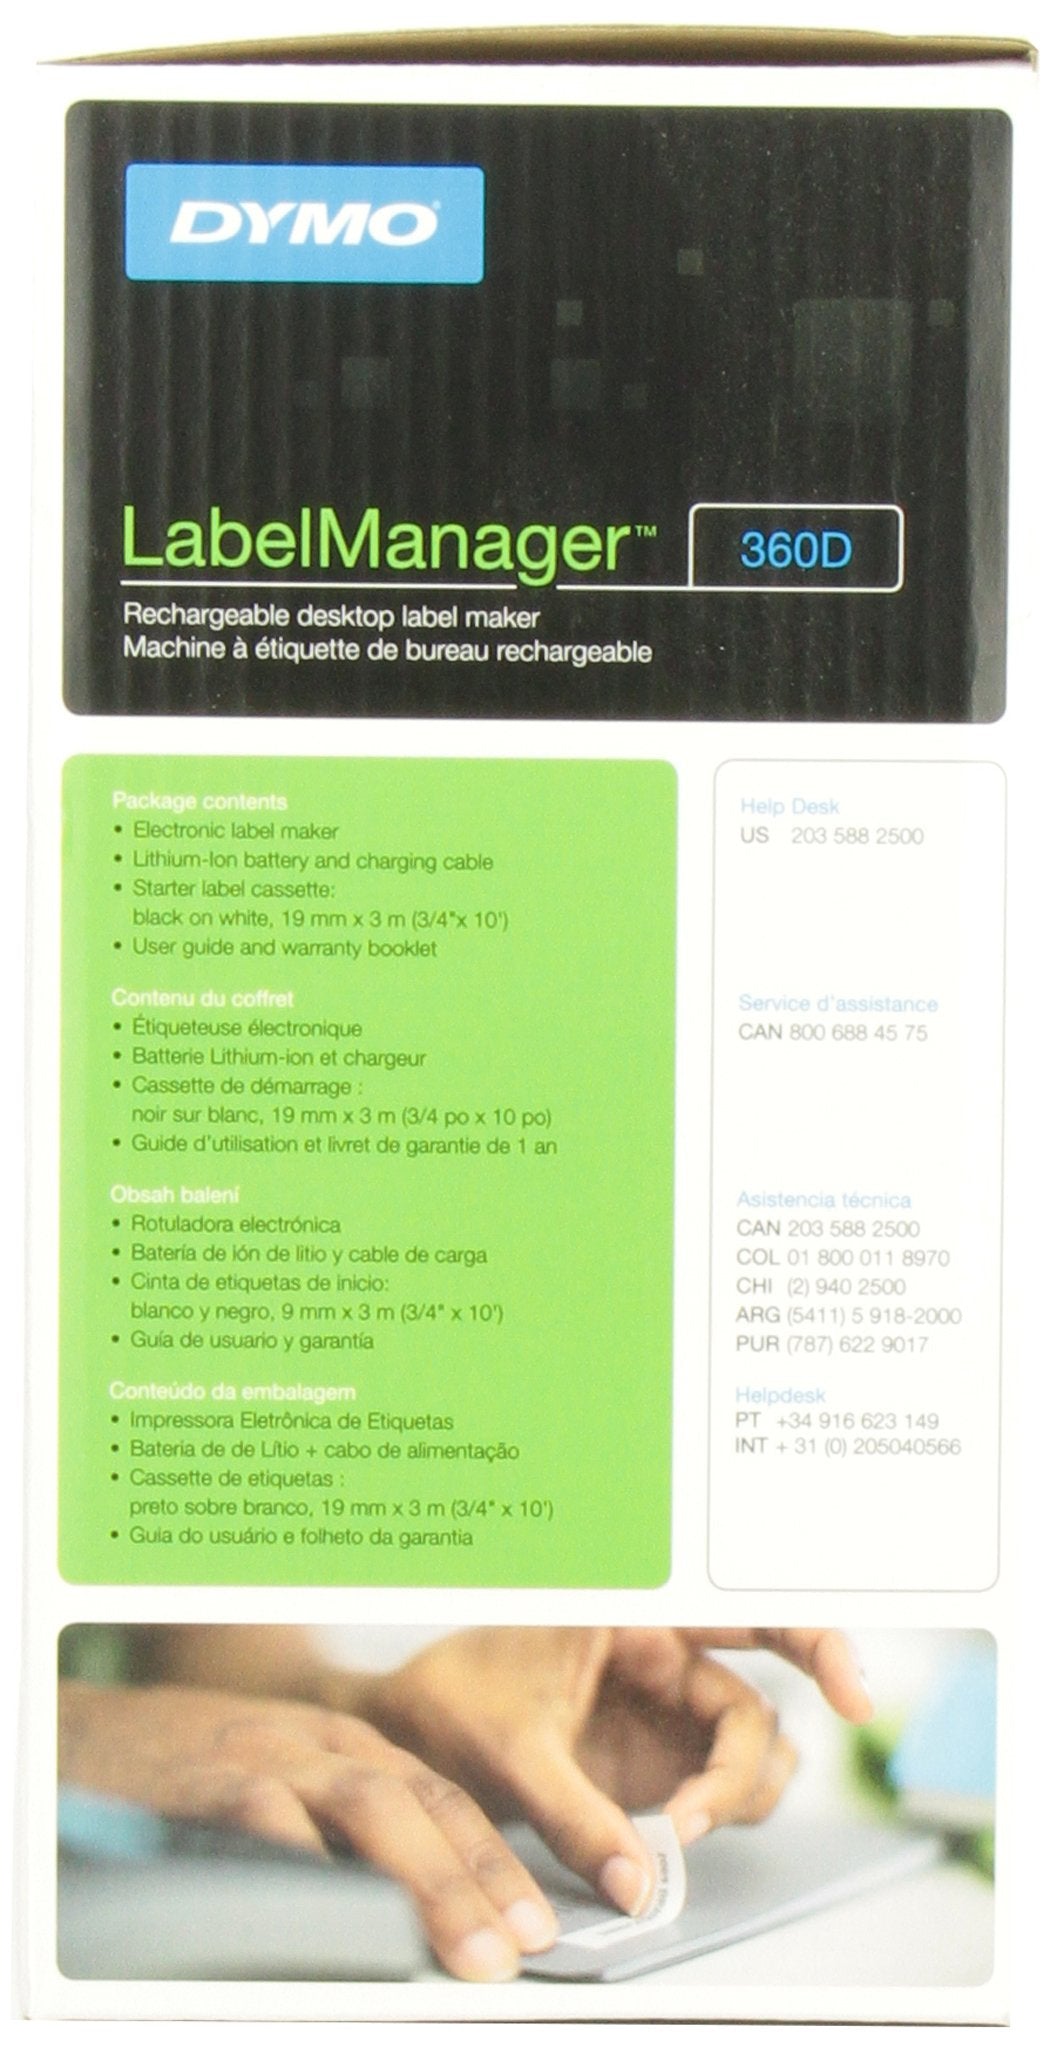 DYMO®
LabelManager™ 360D
Rechargeable desktop label maker
Machine à étiquette de bureau rechargeable
Package contents
• Electronic label maker
• Lithium-Ion battery and charging cable
• Starter label cassette:
black on white, 19 mm x 3 m (3/4"x 10')
• User guide and warranty booklet
Contenu du coffret
• Étiqueteuse électronique
• Batterie Lithium-ion et chargeur
• Cassette de démarrage :
noir sur blanc, 19 mm x 3 m (3/4 po x 10 po)
• Guide d'utilisation et livret de garantie de 1 an
Obsah balení
• Rotuladora electrónica
• Batería de ión de litio y cable de carga
• Cinta de etiquetas de inicio:
blanco y negro, 9 mm x 3 m (3/4" x 10')
• Guía de usuario y garantía
Conteúdo da embalagem
• Impressora Eletrônica de Etiquetas
• Bateria de de Lítio + cabo de alimentação
• Cassette de etiquetas :
preto sobre branco, 19 mm x 3 m (3/4" x 10')
• Guia do usuário e folheto da garantia
Help Desk
US 203 588 2500
Service d'assistance
CAN 800 688 45 75
Asistencia técnica
CAN 203 588 2500
COL 01 800 011 8970
CHI (2) 940 2500
ARG (5411) 5 918-2000
PUR (787) 622 9017
Helpdesk
PT +34 916 623 149
INT + 31 (0) 205040566